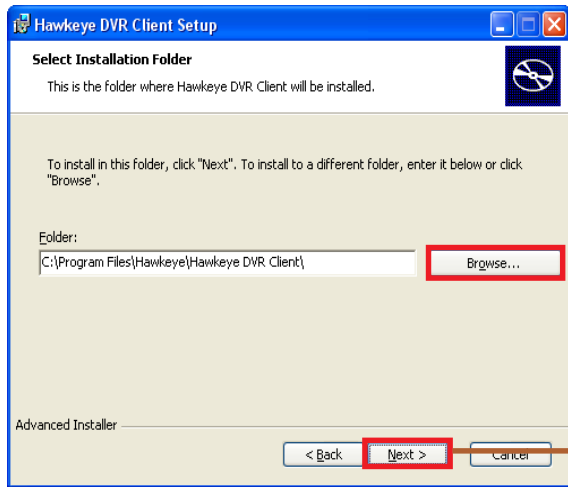 Hawkeye DVR Client Setup
Select Installation Folder
This is the folder where Hawkeye DVR Client will be installed.
To install in this folder, click "Next". To install to a different folder, enter it below or click
"Browse".
Folder:
C:\Program Files\Hawkeye\Hawkeye DVR Client\
Browse...
Advanced Installer
< Back
Next >
Cancel